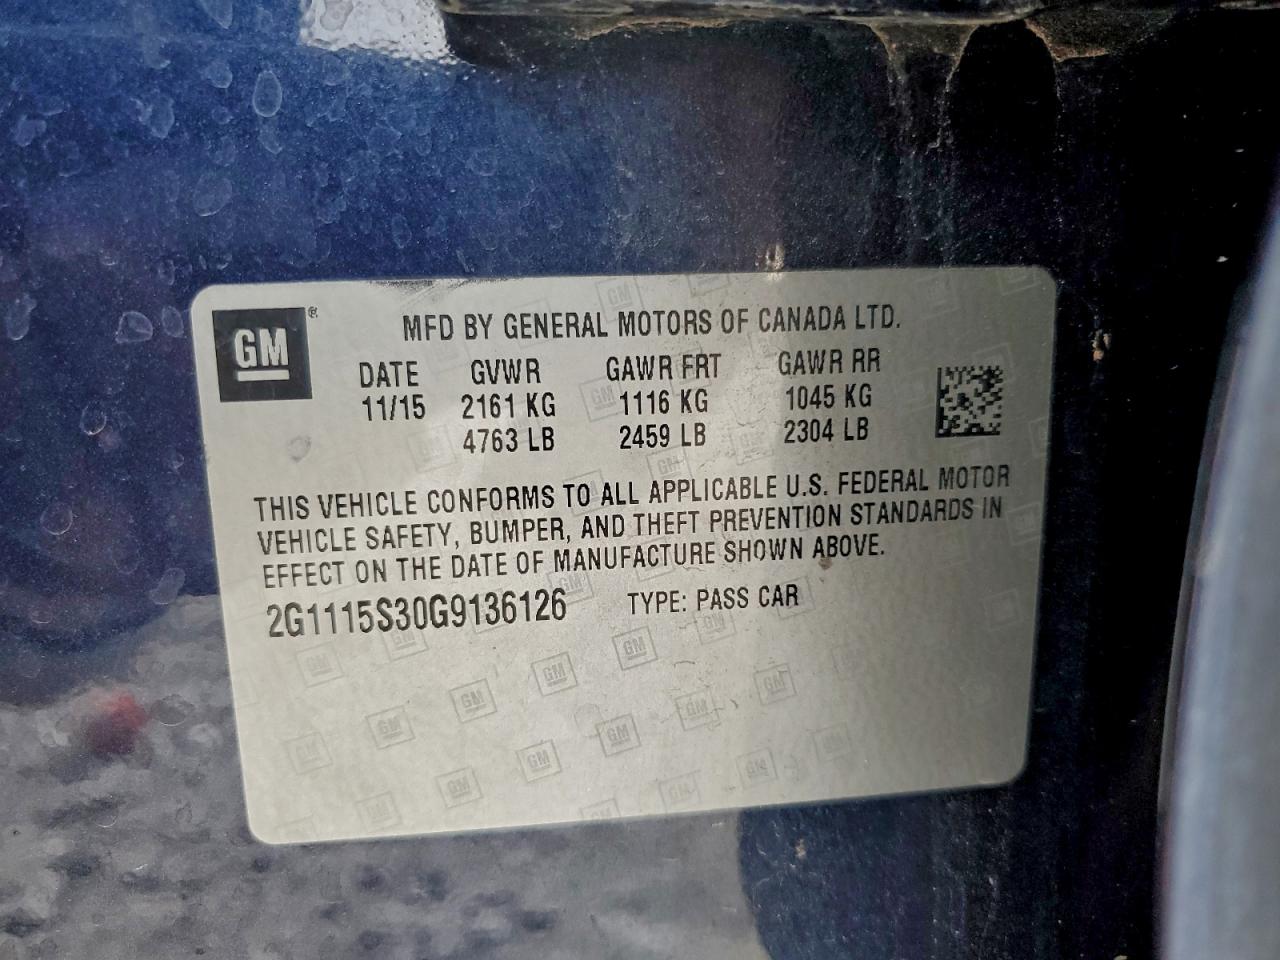 GM®
MFD BY GENERAL MOTORS OF CANADA LTD.
DATE GVWR GAWR FRT GAWR RR
11/15 2161 KG 1116 KG 1045 KG
4763 LB 2459 LB 2304 LB
THIS VEHICLE CONFORMS TO ALL APPLICABLE U.S. FEDERAL MOTOR
VEHICLE SAFETY, BUMPER, AND THEFT PREVENTION STANDARDS IN
EFFECT ON THE DATE OF MANUFACTURE SHOWN ABOVE.
2G1115S30G9136126 TYPE: PASS CAR